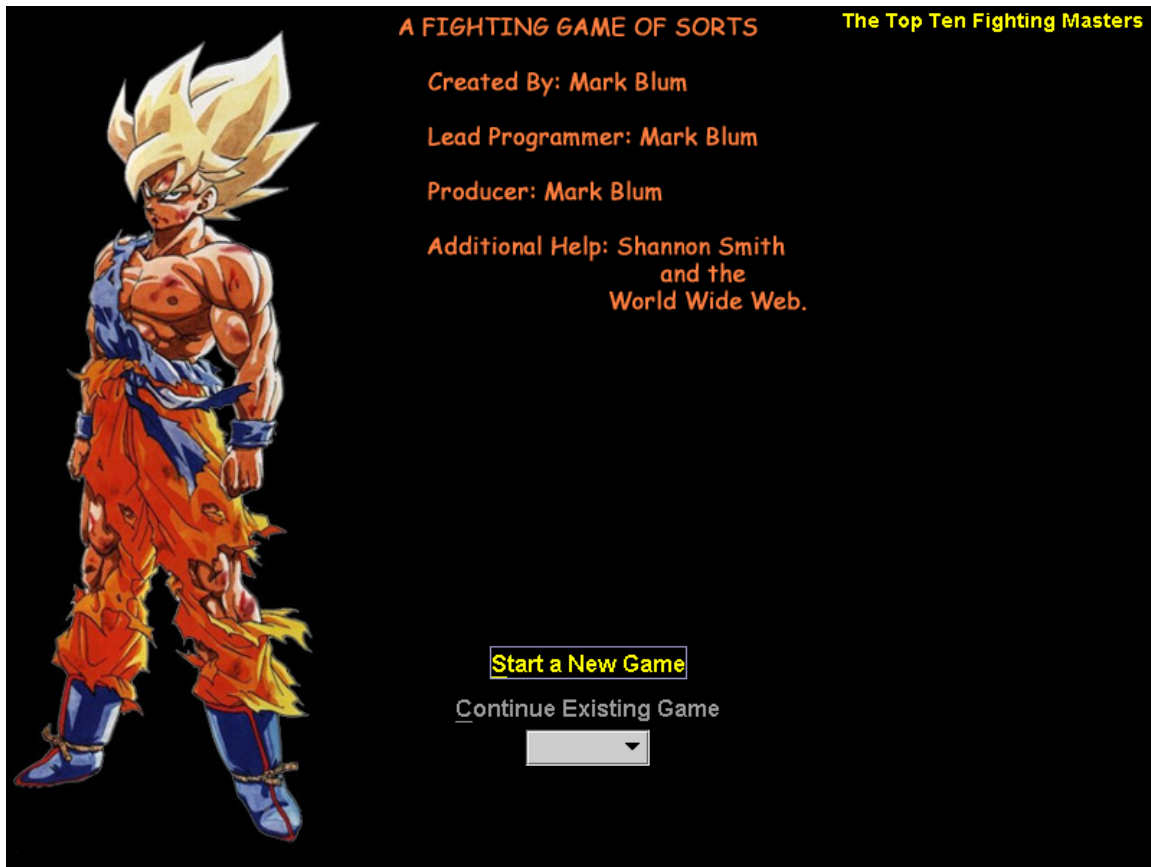 A FIGHTING GAME OF SORTS
The Top Ten Fighting Masters
Created By: Mark Blum
Lead Programmer: Mark Blum
Producer: Mark Blum
Additional Help: Shannon Smith
and the
World Wide Web.
Start a New Game
Continue Existing Game